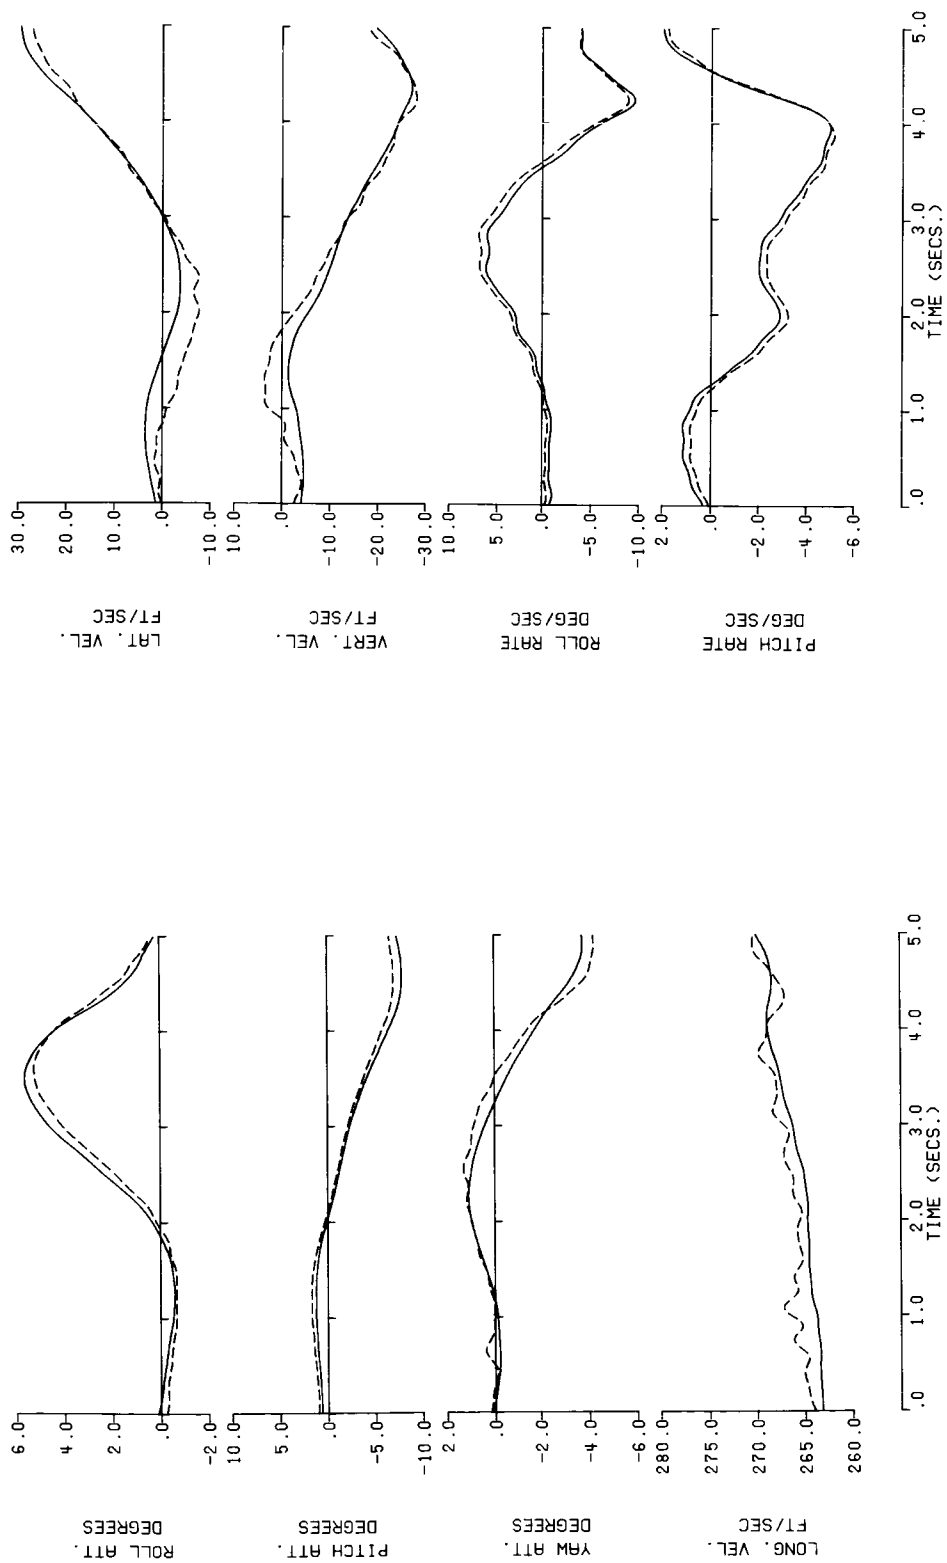 30.0
20.0
10.0
.0
-10.0
LAT. VEL.
FT/SEC
10.0
.0
-10.0
-20.0
-30.0
VERT. VEL.
FT/SEC
10.0
5.0
.0
-5.0
-10.0
ROLL RATE
DEG/SEC
2.0
.0
-2.0
-4.0
-6.0
PITCH RATE
DEG/SEC
.0
1.0
2.0
3.0
4.0
5.0
TIME (SECS.)
6.0
4.0
2.0
.0
-2.0
ROLL ATT.
DEGREES
10.0
5.0
.0
-5.0
-10.0
PITCH ATT.
DEGREES
2.0
.0
-2.0
-4.0
-6.0
YAW ATT.
DEGREES
280.0
275.0
270.0
265.0
260.0
LONG. VEL.
FT/SEC
.0
1.0
2.0
3.0
4.0
5.0
TIME (SECS.)